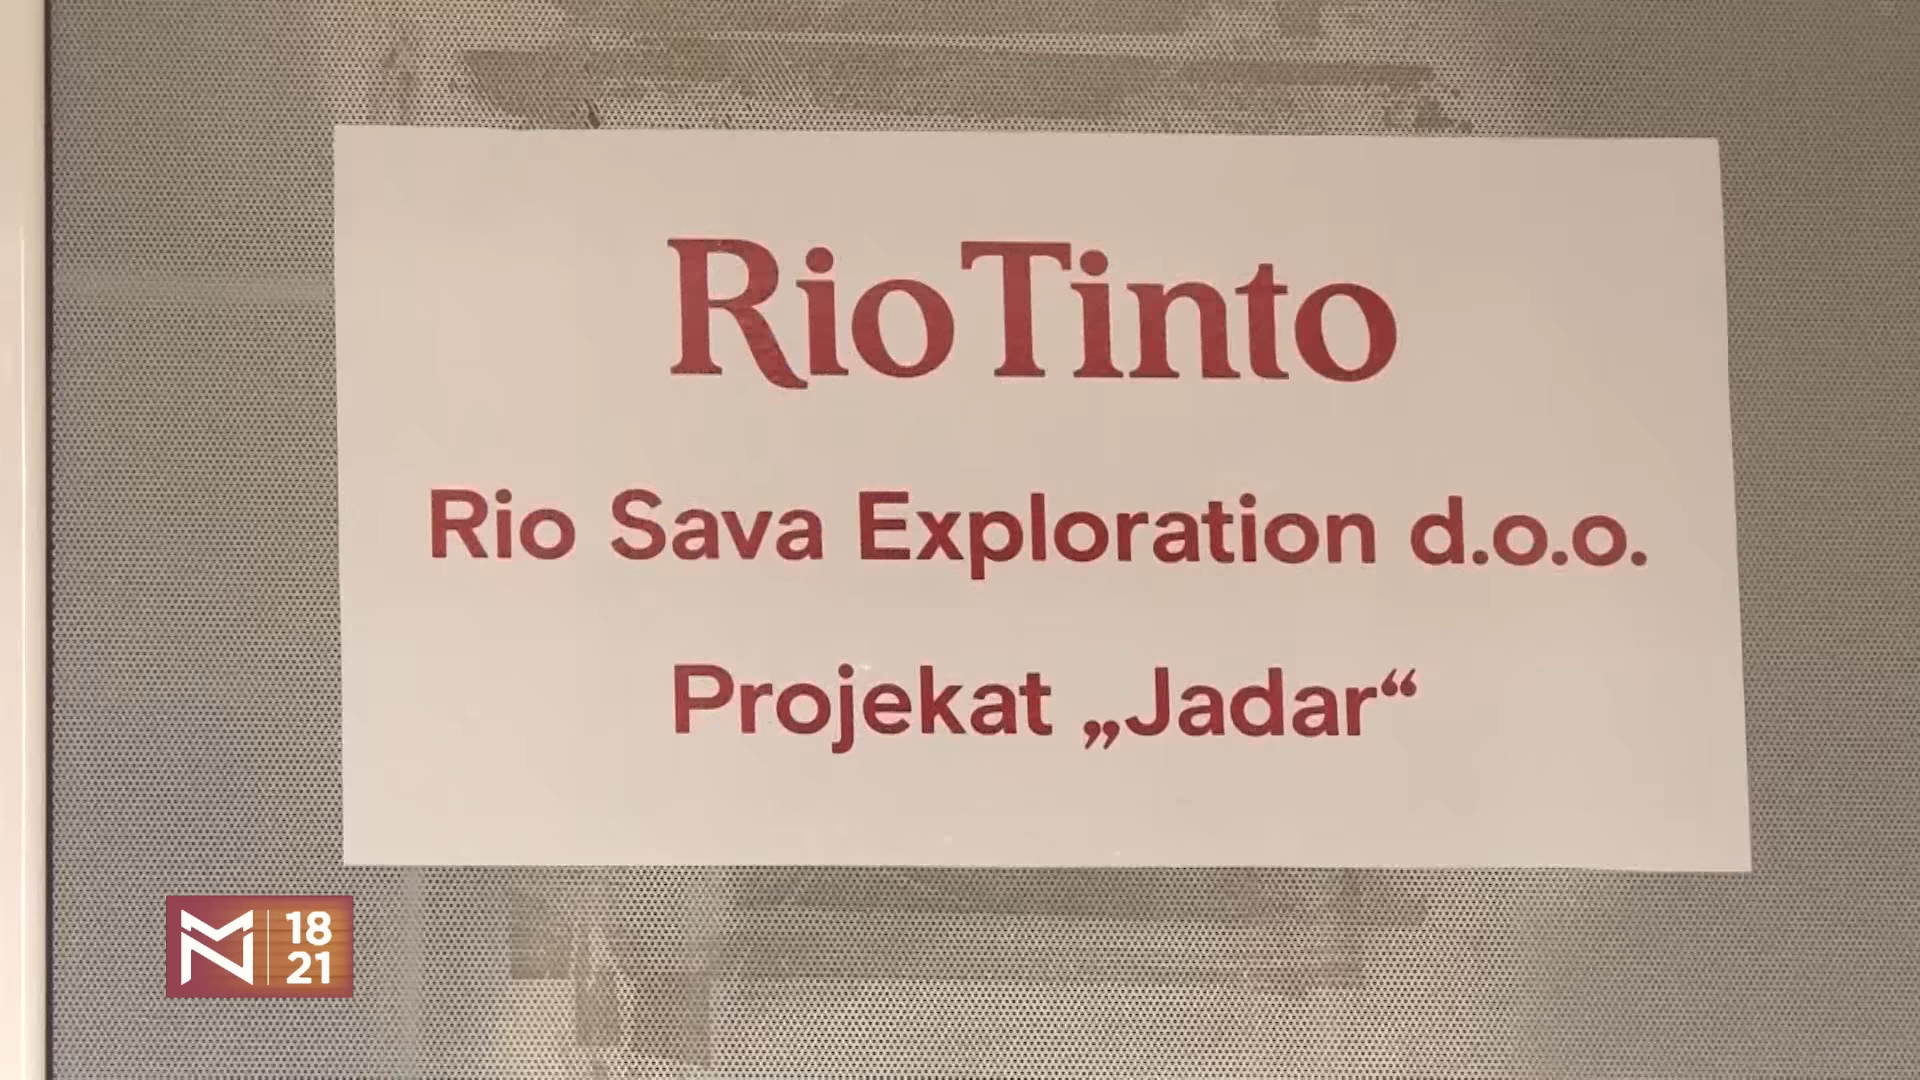 RioTinto
Rio Sava Exploration d.o.o.
Projekat „Jadar“
18
21